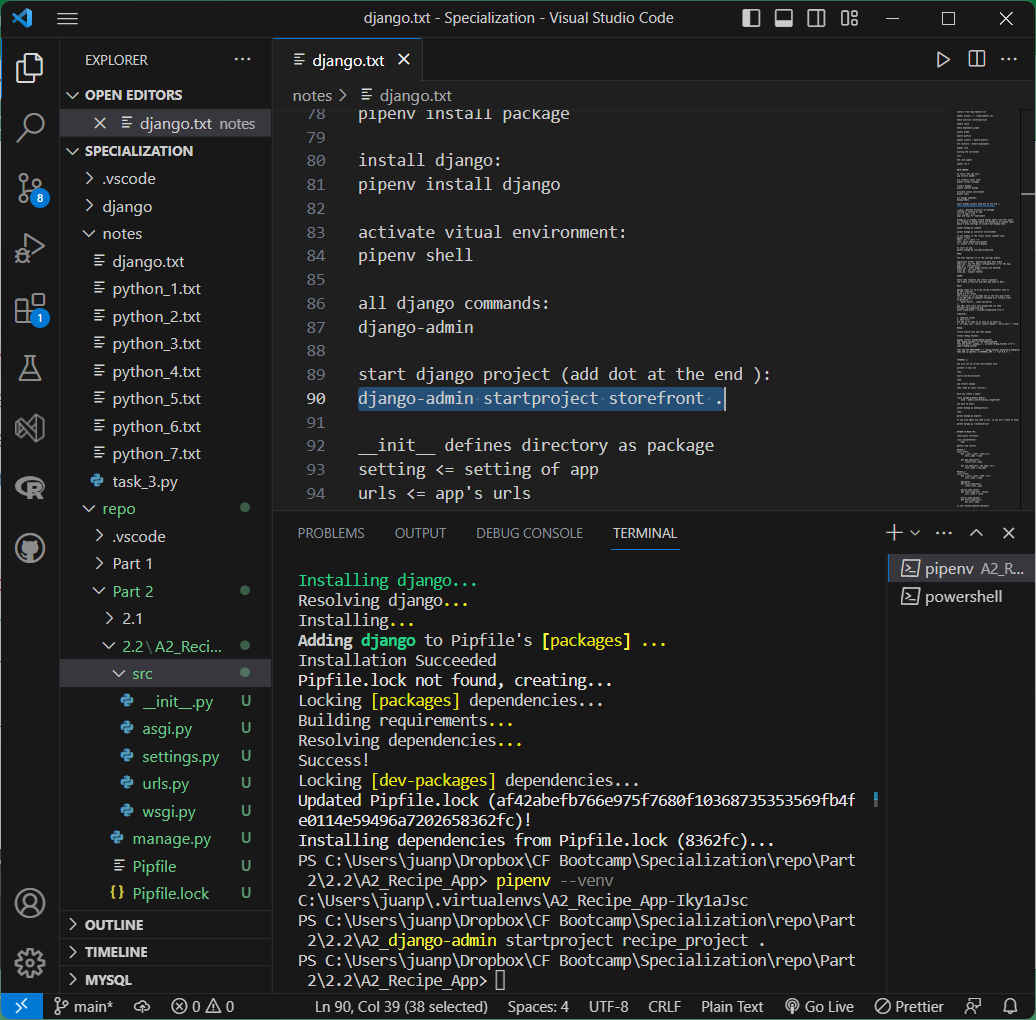 django.txt - Specialization - Visual Studio Code
EXPLORER
OPEN EDITORS
django.txt notes
SPECIALIZATION
.vscode
django
notes
django.txt
python_1.txt
python_2.txt
python_3.txt
python_4.txt
python_5.txt
python_6.txt
python_7.txt
task_3.py
repo
.vscode
Part 1
Part 2
2.1
2.2\A2_Reci...
src
__init__.py U
asgi.py U
settings.py U
urls.py U
wsgi.py U
manage.py U
Pipfile U
Pipfile.lock U
OUTLINE
TIMELINE
MYSQL
8
1
django.txt
notes > django.txt
78 pipenv install package
79
80 install django:
81 pipenv install django
82
83 activate vitual environment:
84 pipenv shell
85
86 all django commands:
87 django-admin
88
89 start django project (add dot at the end ):
90 django-admin startproject storefront .
91
92 __init__ defines directory as package
93 setting <= setting of app
94 urls <= app's urls
PROBLEMS OUTPUT DEBUG CONSOLE TERMINAL
pipenv A2_R...
powershell
Installing django...
Resolving django...
Installing...
Adding django to Pipfile's [packages] ...
Installation Succeeded
Pipfile.lock not found, creating...
Locking [packages] dependencies...
Building requirements...
Resolving dependencies...
Success!
Locking [dev-packages] dependencies...
Updated Pipfile.lock (af42abefb766e975f7680f10368735353569fb4f
e0114e59496a7202658362fc)!
Installing dependencies from Pipfile.lock (8362fc)...
PS C:\Users\juanp\Dropbox\CF Bootcamp\Specialization\repo\Part
2\2.2\A2_Recipe_App> pipenv --venv
C:\Users\juanp\.virtualenvs\A2_Recipe_App-Iky1aJsc
PS C:\Users\juanp\Dropbox\CF Bootcamp\Specialization\repo\Part
2\2.2\A2_django-admin startproject recipe_project .
PS C:\Users\juanp\Dropbox\CF Bootcamp\Specialization\repo\Part
2\2.2\A2_Recipe_App>
main* 0 0 Ln 90, Col 39 (38 selected) Spaces: 4 UTF-8 CRLF Plain Text Go Live Prettier